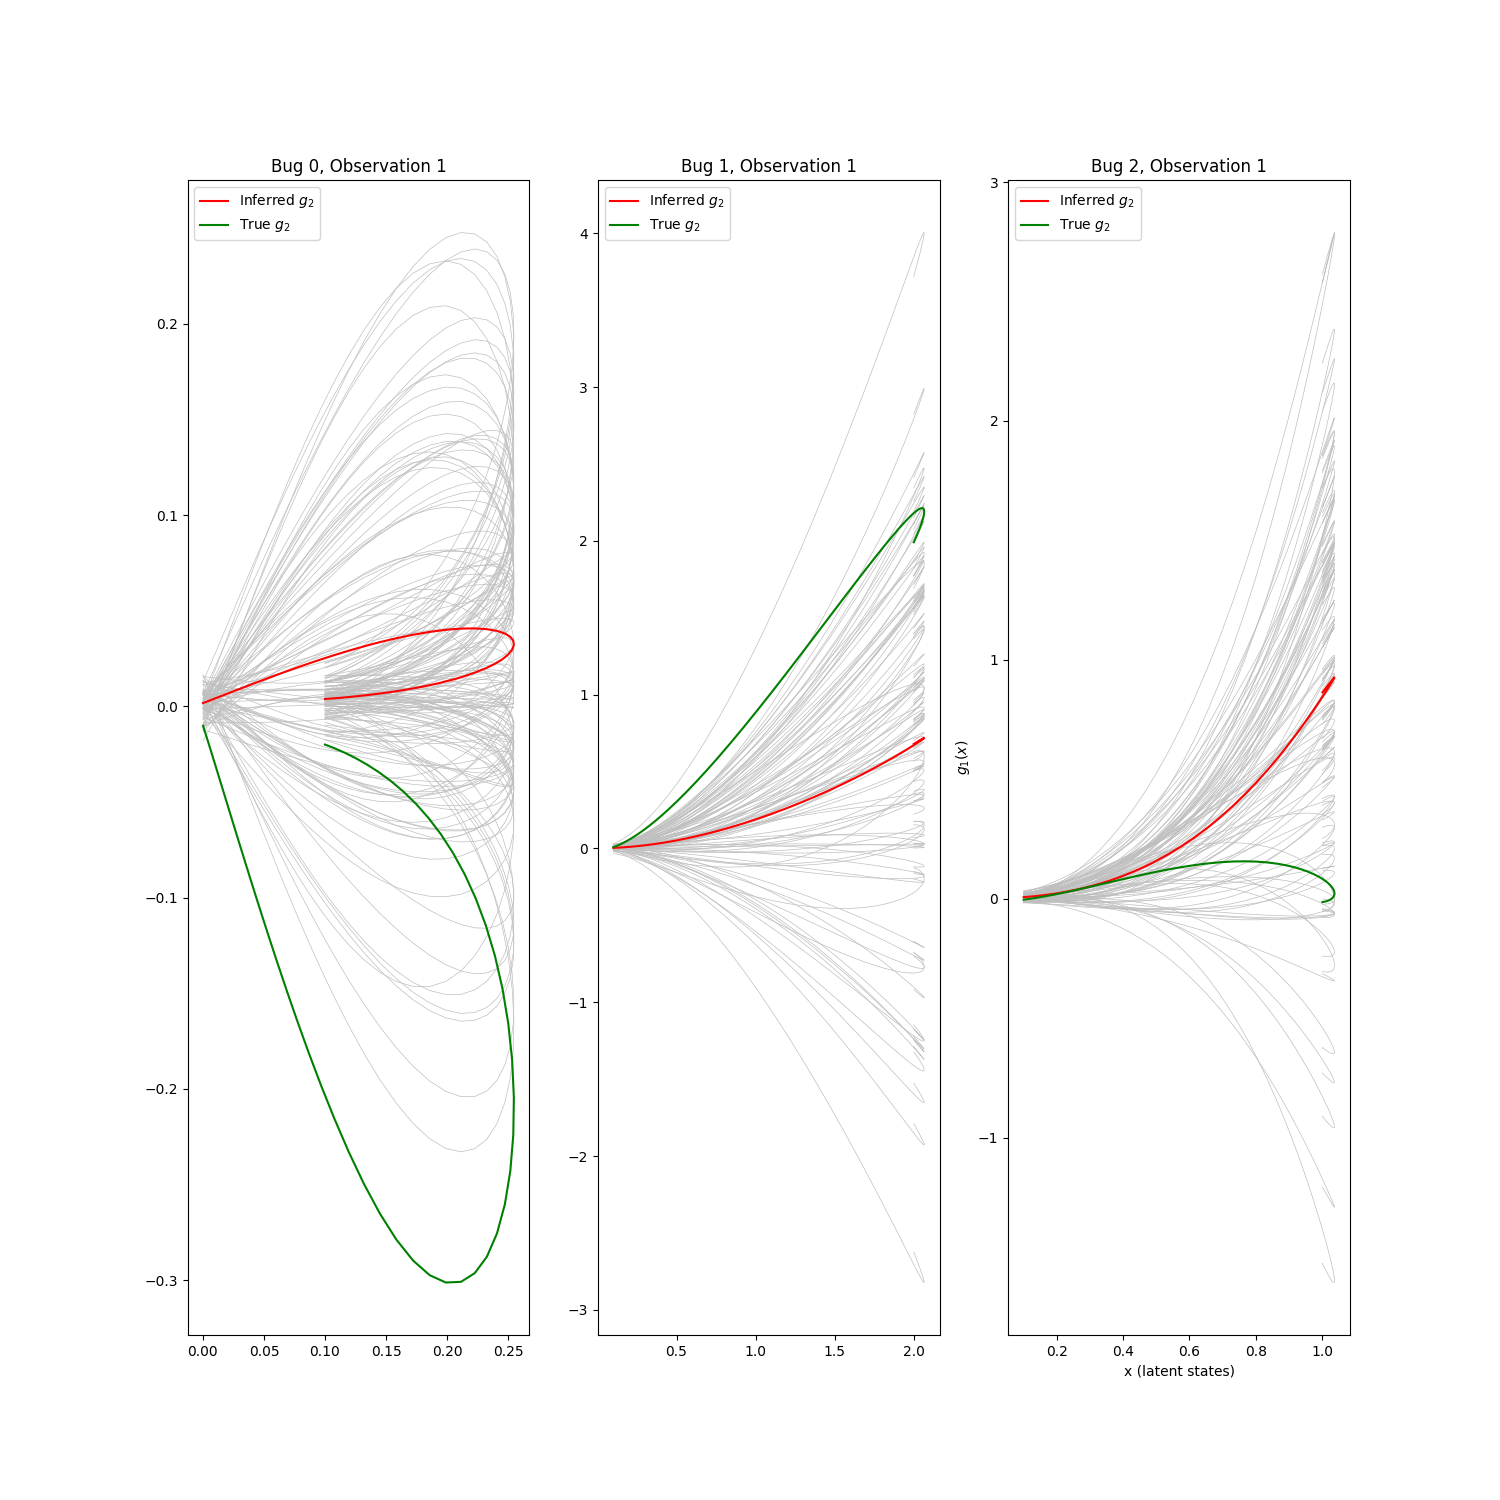 Bug 0, Observation 1
Inferred g₂
True g₂
0.2
0.1
0.0
−0.1
−0.2
−0.3
0.00 0.05 0.10 0.15 0.20 0.25
Bug 1, Observation 1
Inferred g₂
True g₂
4
3
2
1
0
−1
−2
−3
0.5 1.0 1.5 2.0
Bug 2, Observation 1
Inferred g₂
True g₂
g₁(x)
3
2
1
0
−1
0.2 0.4 0.6 0.8 1.0
x (latent states)